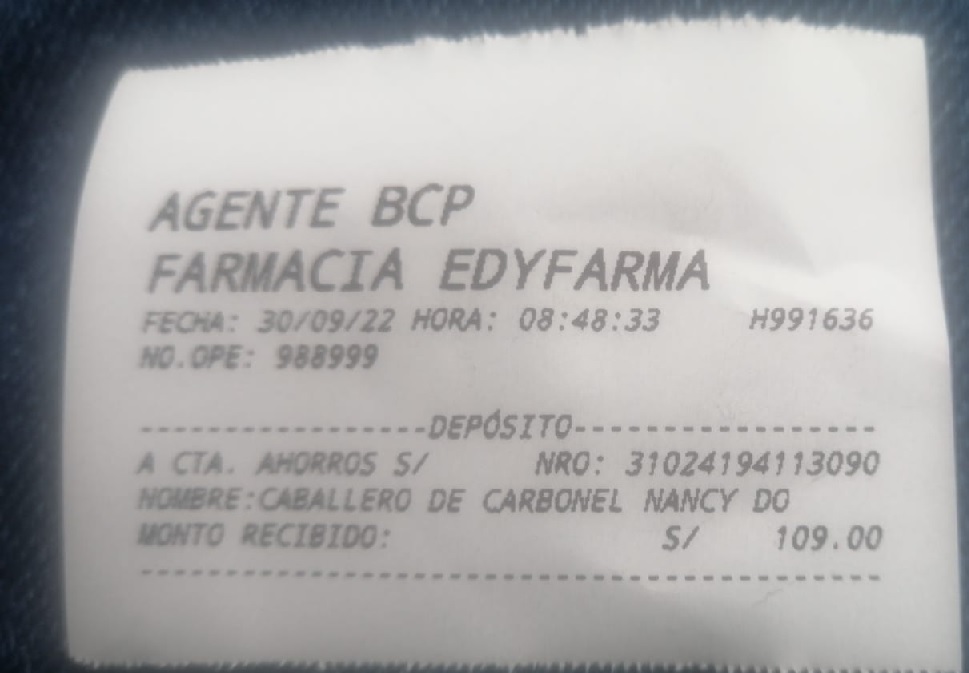 AGENTE BCP
FARMACIA EDYFARMA
FECHA: 30/09/22 HORA: 08:48:33 H991636
NO.OPE: 988999
-----------------DEPÓSITO------------------
A CTA. AHORROS S/ NRO: 31024194113090
NOMBRE:CABALLERO DE CARBONEL NANCY DO
MONTO RECIBIDO: S/ 109.00
--------------------------------------------